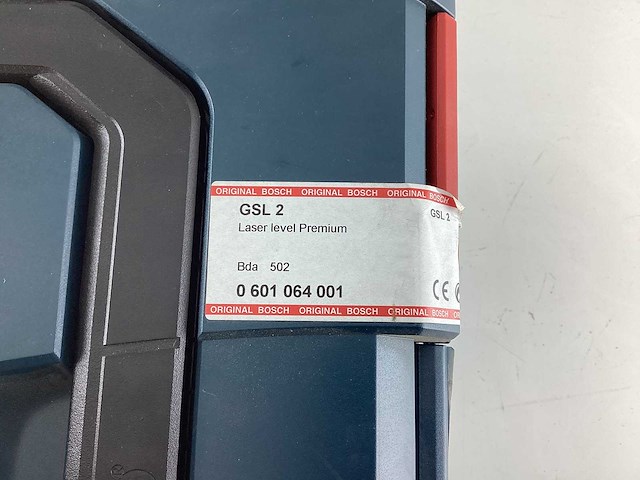 ORIGINAL BOSCH ORIGINAL BOSCH ORIGINAL BOSCH
GSL 2
GSL 2
Laser level Premium
Bda 502
0 601 064 001
CE
ORIGINAL BOSCH ORIGINAL BOSCH ORIGINAL BOSCH